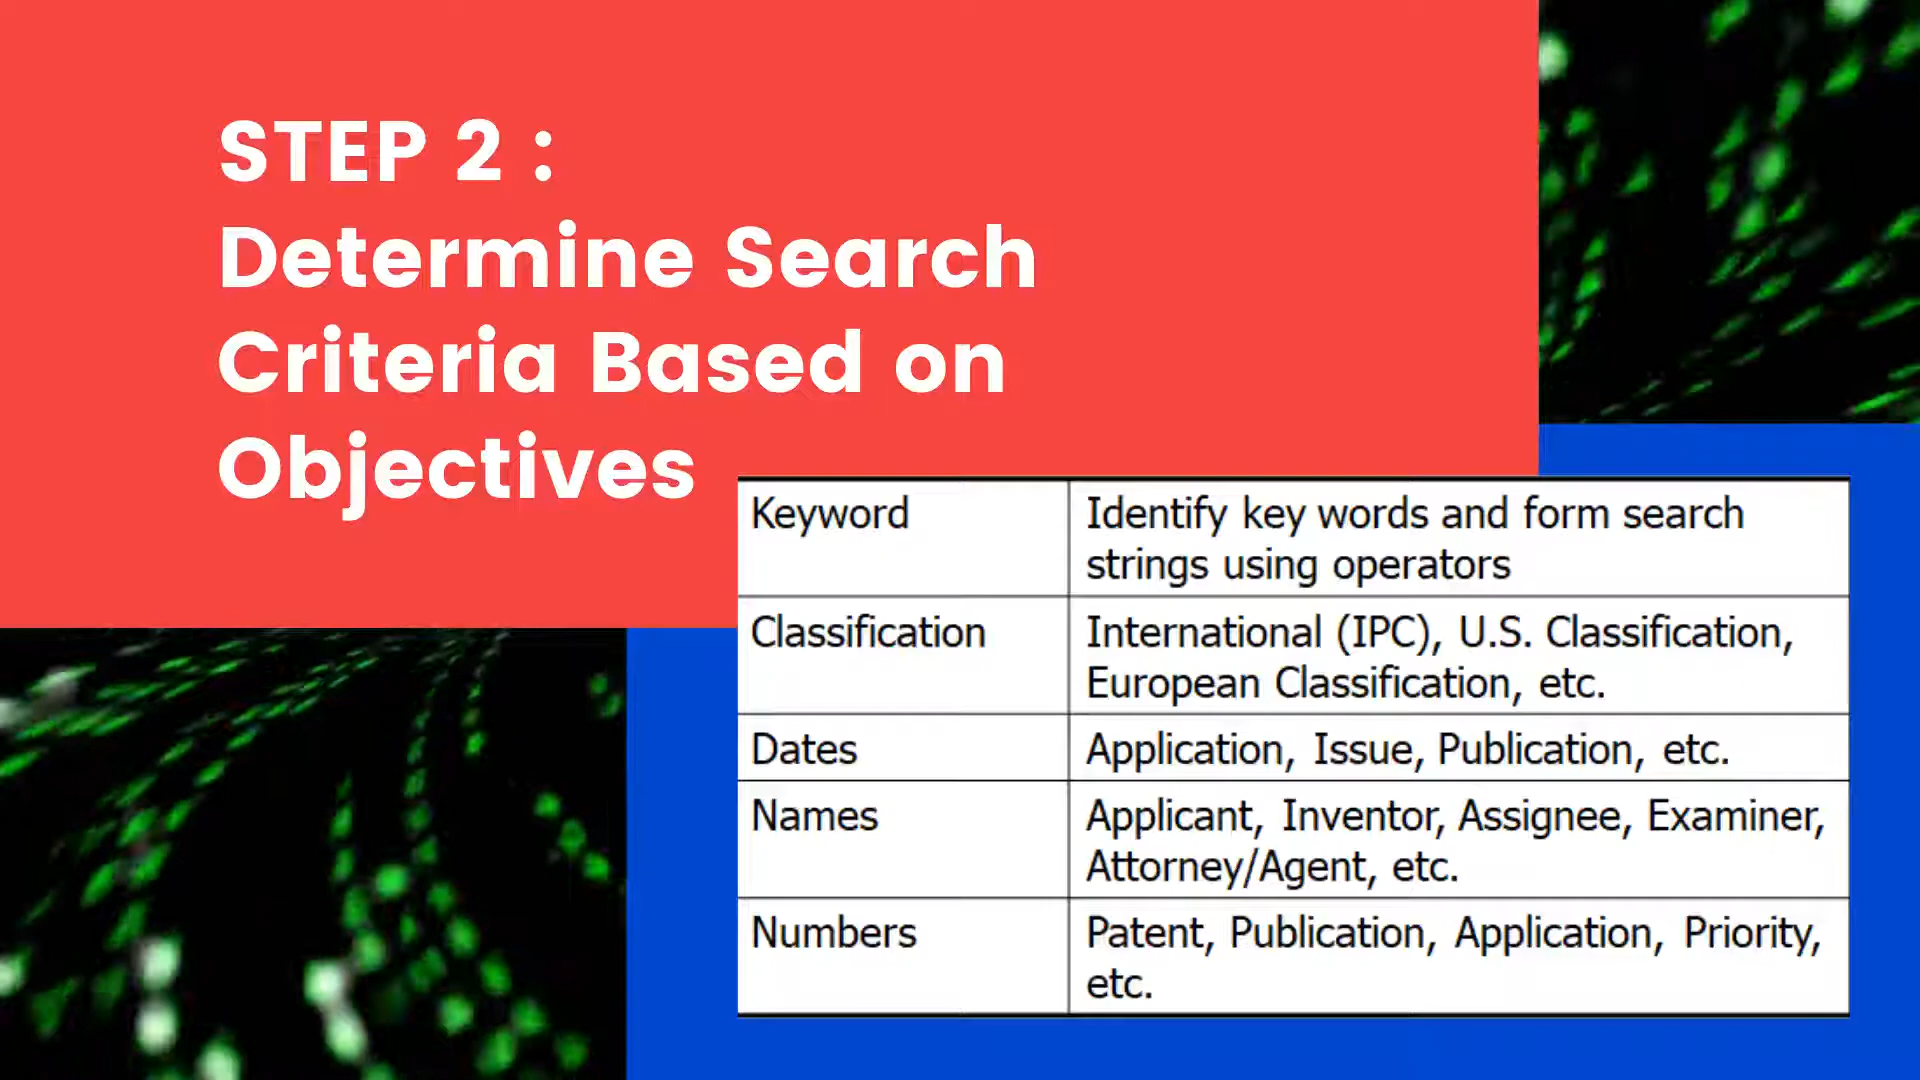 STEP 2 :
Determine Search
Criteria Based on
Objectives
Keyword
Identify key words and form search
strings using operators
Classification
International (IPC), U.S. Classification,
European Classification, etc.
Dates
Application, Issue, Publication, etc.
Names
Applicant, Inventor, Assignee, Examiner,
Attorney/Agent, etc.
Numbers
Patent, Publication, Application, Priority,
etc.